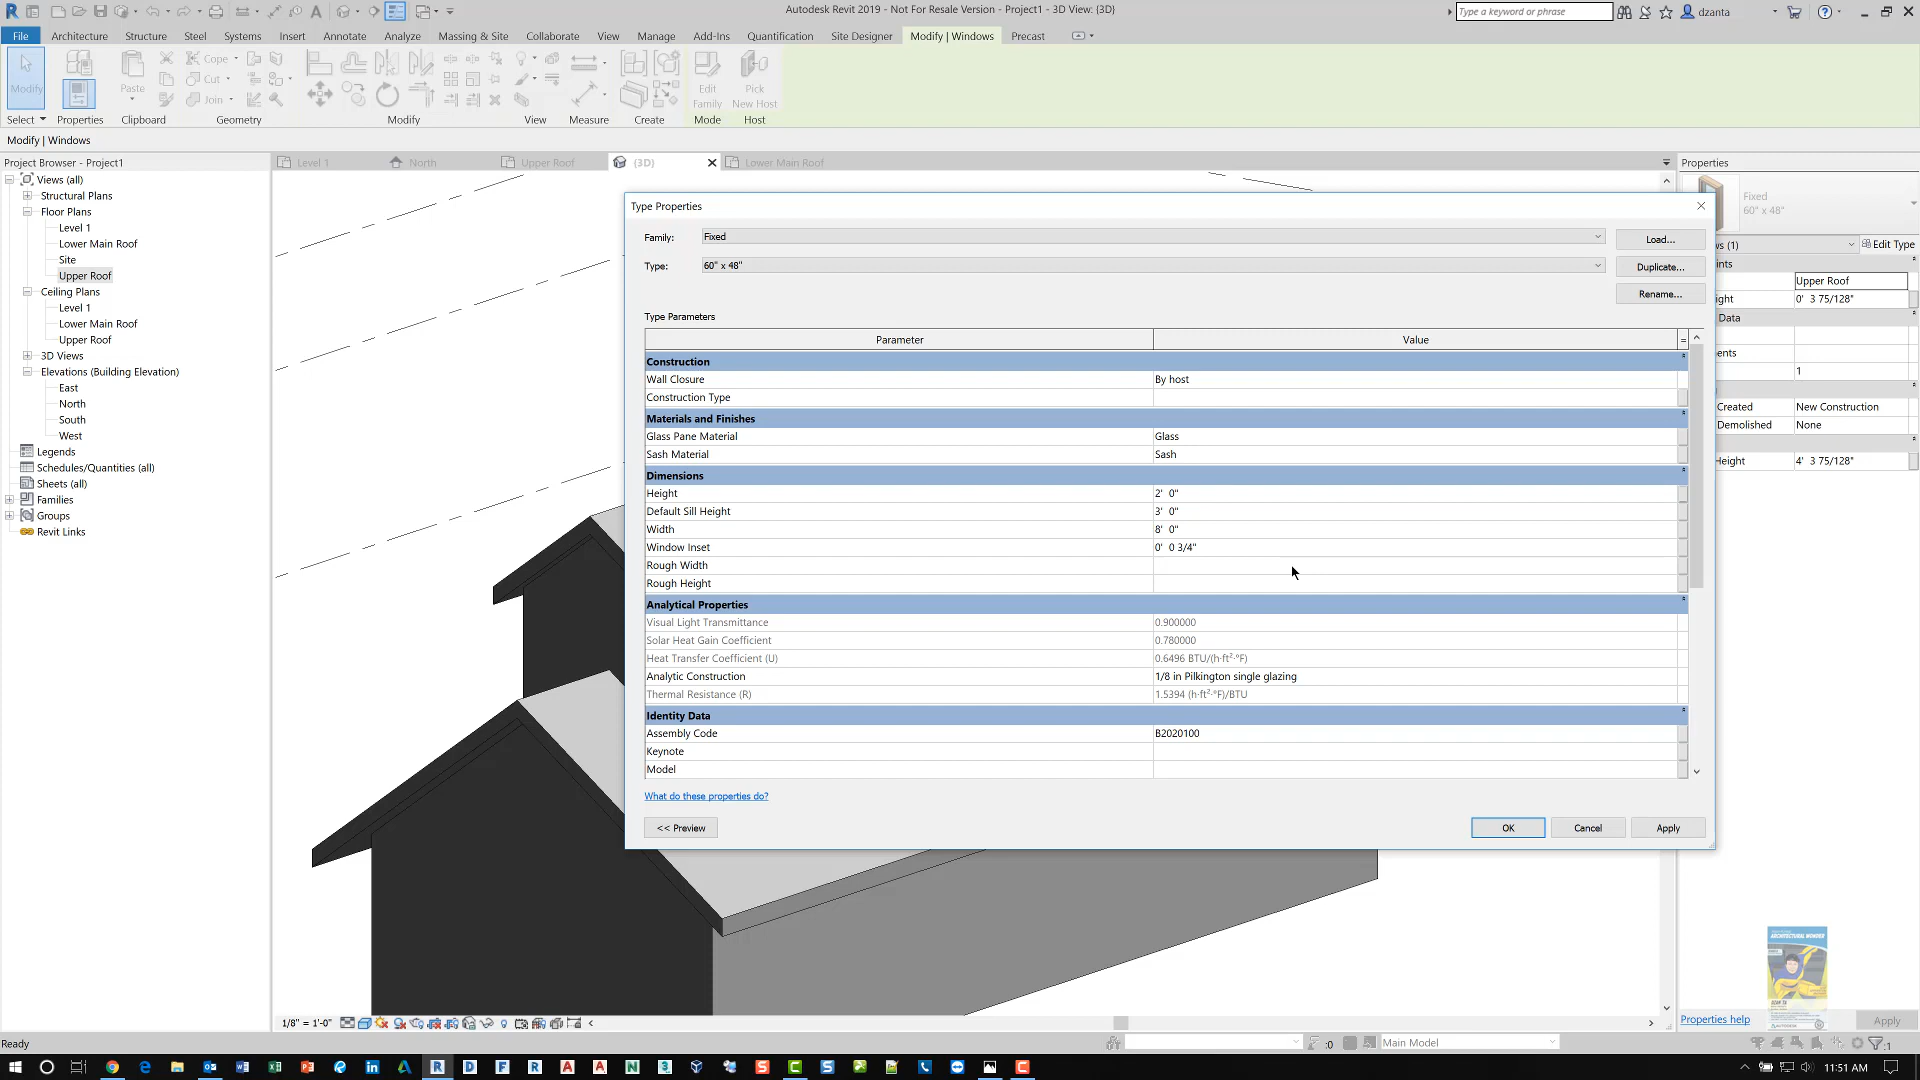 Autodesk Revit 2019 - Not For Resale Version - Project1 - 3D View: {3D}
Type a keyword or phrase
dzanta
File
Architecture
Structure
Steel
Systems
Insert
Annotate
Analyze
Massing & Site
Collaborate
View
Manage
Add-Ins
Quantification
Site Designer
Modify | Windows
Precast
Modify
Paste
Cope
Cut
Join
Edit
Family
Pick
New Host
Select
Properties
Clipboard
Geometry
Modify
View
Measure
Create
Mode
Host
Modify | Windows
Project Browser - Project1
Views (all)
Structural Plans
Floor Plans
Level 1
Lower Main Roof
Site
Upper Roof
Ceiling Plans
Level 1
Lower Main Roof
Upper Roof
3D Views
Elevations (Building Elevation)
East
North
South
West
Legends
Schedules/Quantities (all)
Sheets (all)
Families
Groups
Revit Links
Level 1
North
Upper Roof
{3D}
Lower Main Roof
Type Properties
Family:
Fixed
Load...
Type:
60" x 48"
Duplicate...
Rename...
Type Parameters
Parameter
Value
=
Construction
Wall Closure
By host
Construction Type
Materials and Finishes
Glass Pane Material
Glass
Sash Material
Sash
Dimensions
Height
2'  0"
Default Sill Height
3'  0"
Width
8'  0"
Window Inset
0'  0 3/4"
Rough Width
Rough Height
Analytical Properties
Visual Light Transmittance
0.900000
Solar Heat Gain Coefficient
0.780000
Heat Transfer Coefficient (U)
0.6496 BTU/(h·ft²·°F)
Analytic Construction
1/8 in Pilkington single glazing
Thermal Resistance (R)
1.5394 (h·ft²·°F)/BTU
Identity Data
Assembly Code
B2020100
Keynote
Model
What do these properties do?
<< Preview
OK
Cancel
Apply
Properties
Fixed
60" x 48"
ws (1)
Edit Type
ints
Upper Roof
ight
0'  3 75/128"
Data
ents
1
Created
New Construction
Demolished
None
Height
4'  3 75/128"
ARCHITECTURAL WONDER
Properties help
Apply
1/8" = 1'-0"
Ready
:0
Main Model
:1
11:51 AM